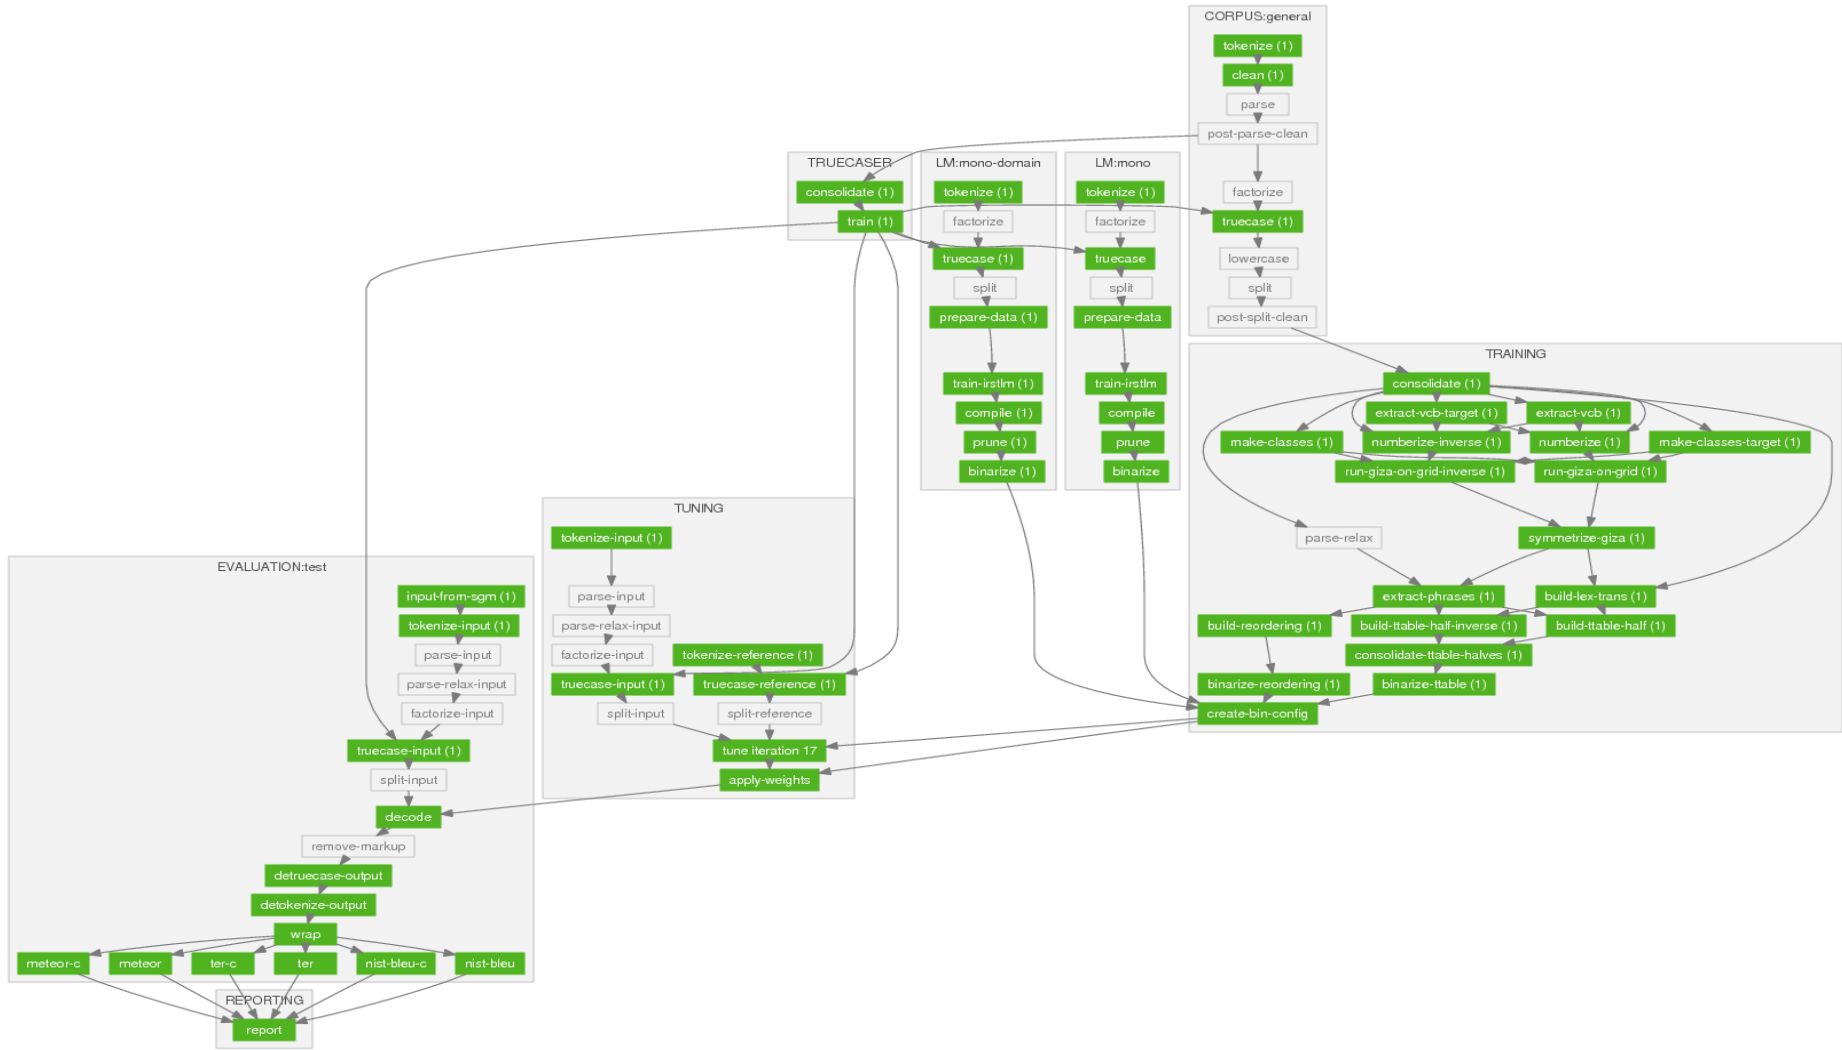 CORPUS:general
tokenize (1)
clean (1)
parse
post-parse-clean
factorize
truecase (1)
lowercase
split
post-split-clean
TRUECASER
consolidate (1)
train (1)
LM:mono-domain
tokenize (1)
factorize
truecase (1)
split
prepare-data (1)
train-irstlm (1)
compile (1)
prune (1)
binarize (1)
LM:mono
tokenize (1)
factorize
truecase
split
prepare-data
train-irstlm
compile
prune
binarize
TRAINING
consolidate (1)
extract-vcb-target (1)
extract-vcb (1)
make-classes (1)
numberize-inverse (1)
numberize (1)
make-classes-target (1)
run-giza-on-grid-inverse (1)
run-giza-on-grid (1)
parse-relax
symmetrize-giza (1)
extract-phrases (1)
build-lex-trans (1)
build-reordering (1)
build-ttable-half-inverse (1)
build-ttable-half (1)
consolidate-ttable-halves (1)
binarize-reordering (1)
binarize-ttable (1)
create-bin-config
TUNING
tokenize-input (1)
parse-input
parse-relax-input
factorize-input
tokenize-reference (1)
truecase-input (1)
truecase-reference (1)
split-input
split-reference
tune iteration 17
apply-weights
EVALUATION:test
input-from-sgm (1)
tokenize-input (1)
parse-input
parse-relax-input
factorize-input
truecase-input (1)
split-input
decode
remove-markup
detruecase-output
detokenize-output
wrap
meteor-c
meteor
ter-c
ter
nist-bleu-c
nist-bleu
REPORTING
report